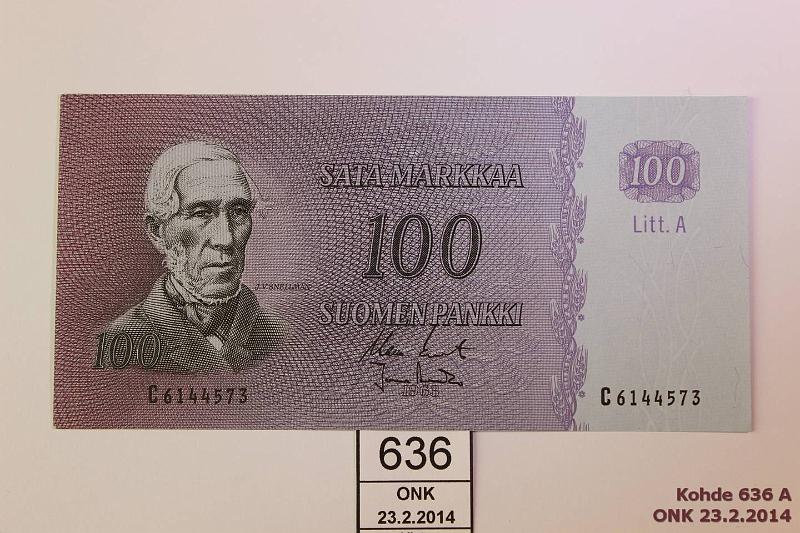 SATA MARKKAA
100
100
Litt. A
J.V. SNELLMAN
SUOMEN PANKKI
100
C6144573
C6144573
636
ONK
23.2.2014
Kohde 636 A
ONK 23.2.2014